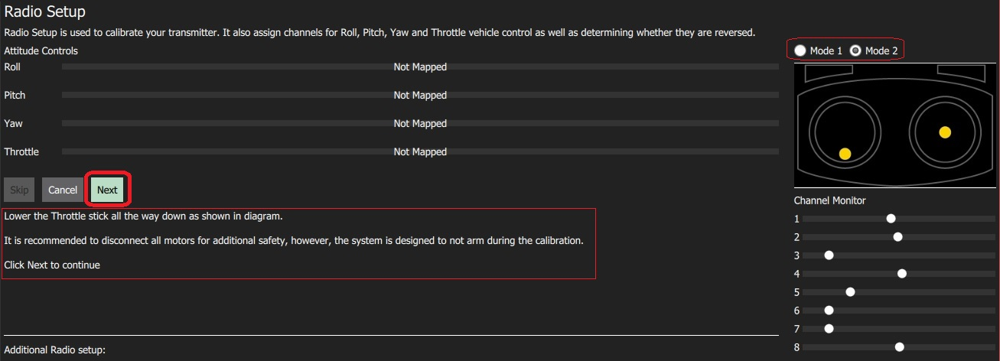 Radio Setup
Radio Setup is used to calibrate your transmitter. It also assign channels for Roll, Pitch, Yaw and Throttle vehicle control as well as determining whether they are reversed.
Attitude Controls
Mode 1 Mode 2
Roll Not Mapped
Pitch Not Mapped
Yaw Not Mapped
Throttle Not Mapped
Skip Cancel Next
Lower the Throttle stick all the way down as shown in diagram.
It is recommended to disconnect all motors for additional safety, however, the system is designed to not arm during the calibration.
Click Next to continue
Channel Monitor
1
2
3
4
5
6
7
8
Additional Radio setup: